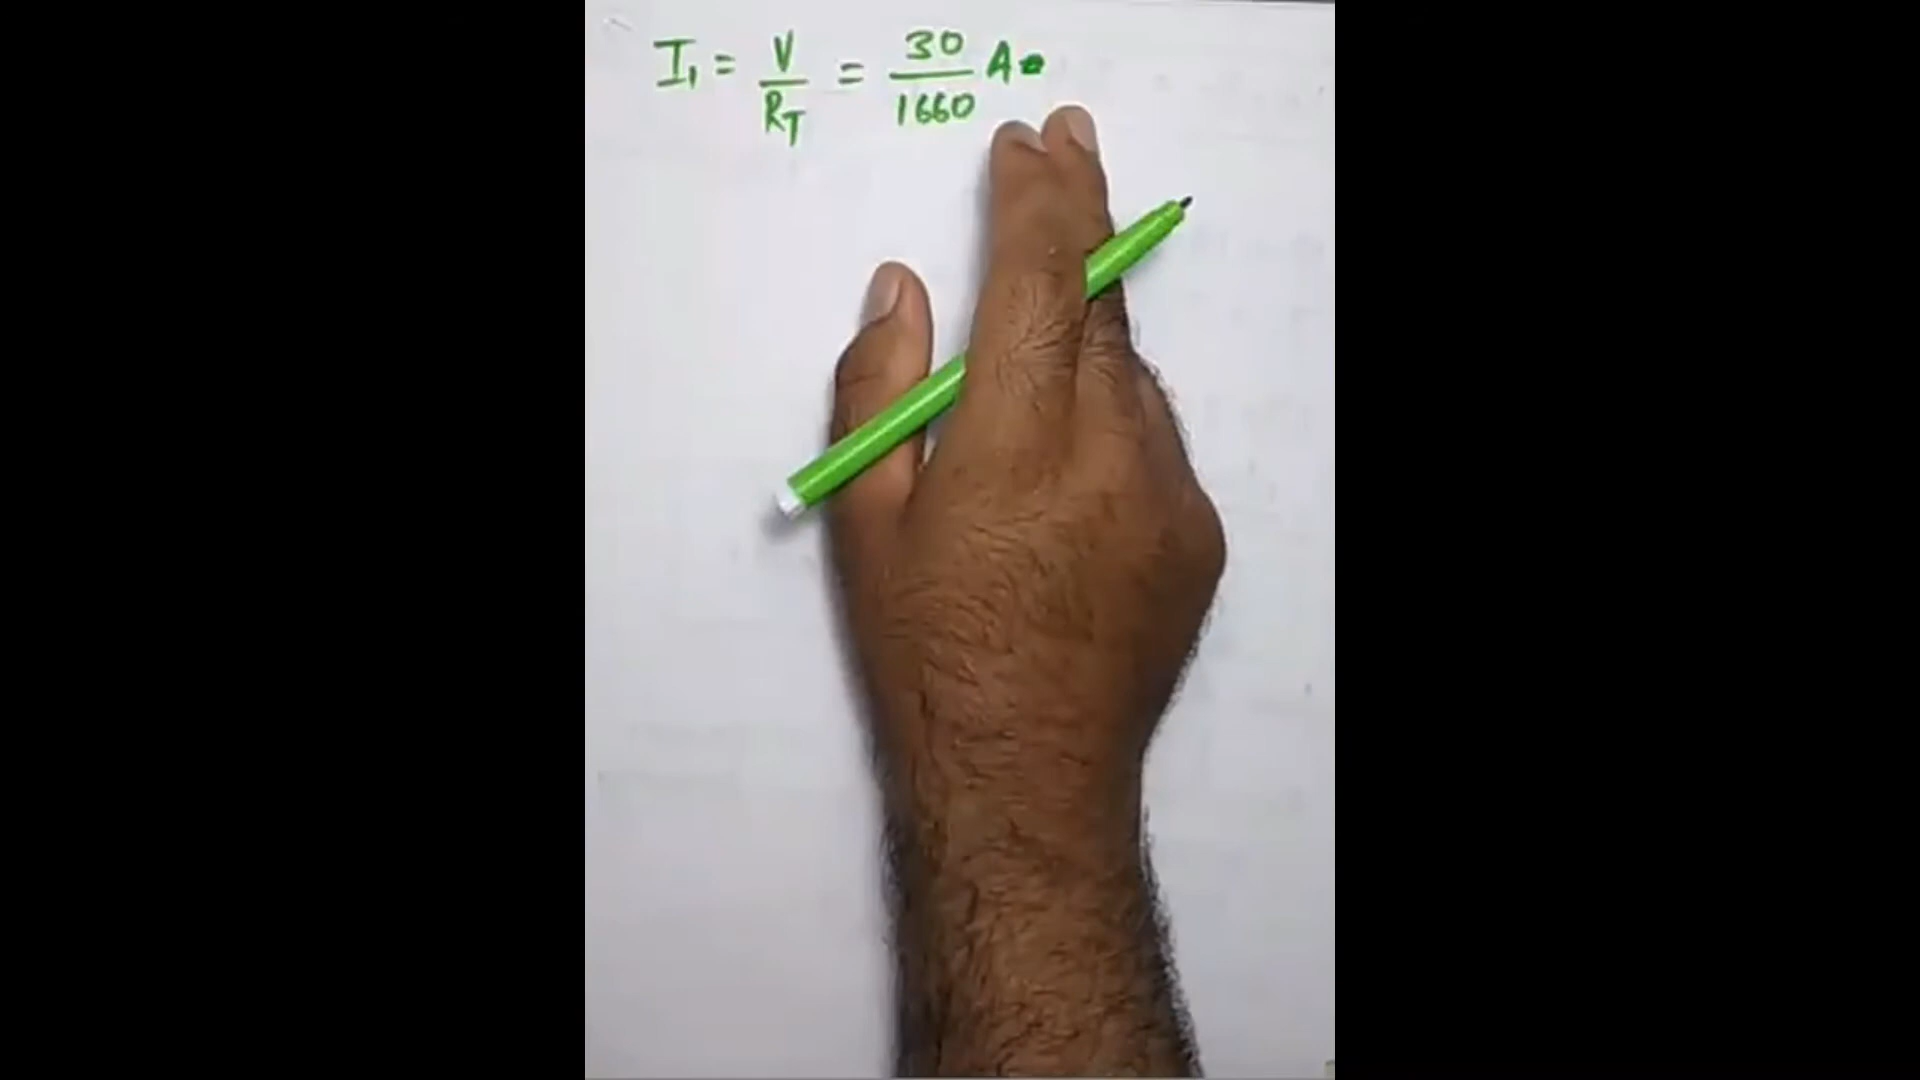 I₁ = V/R_T = 30/1660 A